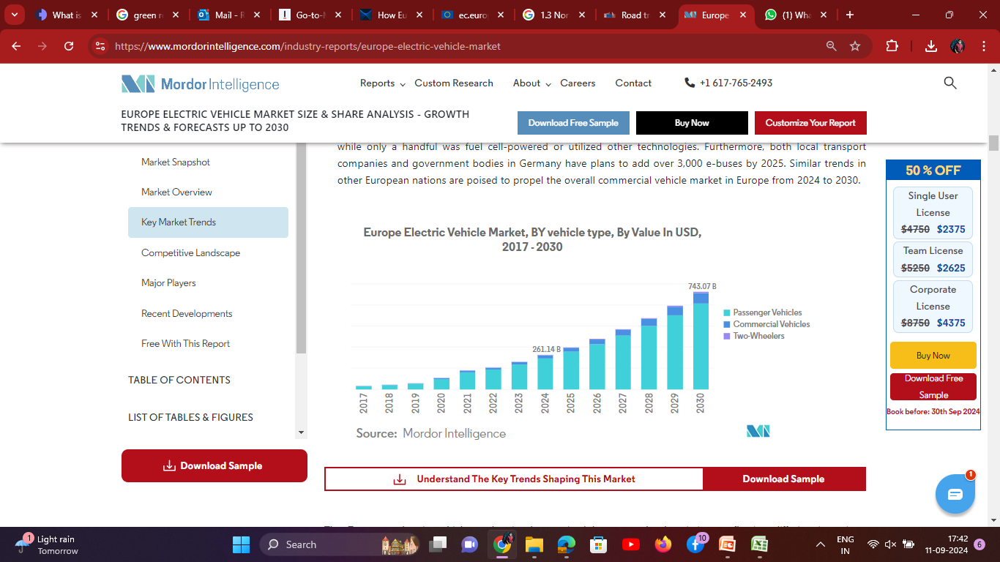 What is
green r
Mail - R
Go-to-
How Eu
ec.euro
1.3 Nor
Road tr
Europe
(1) Wha
https://www.mordorintelligence.com/industry-reports/europe-electric-vehicle-market
Mordor Intelligence
Reports
Custom Research
About
Careers
Contact
+1 617-765-2493
EUROPE ELECTRIC VEHICLE MARKET SIZE & SHARE ANALYSIS - GROWTH
TRENDS & FORECASTS UP TO 2030
Download Free Sample
Buy Now
Customize Your Report
Market Snapshot
Market Overview
Key Market Trends
Competitive Landscape
Major Players
Recent Developments
Free With This Report
TABLE OF CONTENTS
LIST OF TABLES & FIGURES
Download Sample
while only a handful was fuel cell-powered or utilized other technologies. Furthermore, both local transport
companies and government bodies in Germany have plans to add over 3,000 e-buses by 2025. Similar trends in
other European nations are poised to propel the overall commercial vehicle market in Europe from 2024 to 2030.
Europe Electric Vehicle Market, BY vehicle type, By Value In USD,
2017 - 2030
743.07 B
261.14 B
Passenger Vehicles
Commercial Vehicles
Two-Wheelers
2017
2018
2019
2020
2021
2022
2023
2024
2025
2026
2027
2028
2029
2030
Source: Mordor Intelligence
Understand The Key Trends Shaping This Market
Download Sample
50 % OFF
Single User
License
$4750 $2375
Team License
$5250 $2625
Corporate
License
$8750 $4375
Buy Now
Download Free
Sample
Book before: 30th Sep 2024
1
1
Light rain
Tomorrow
Search
10
ENG
IN
17:42
11-09-2024
6